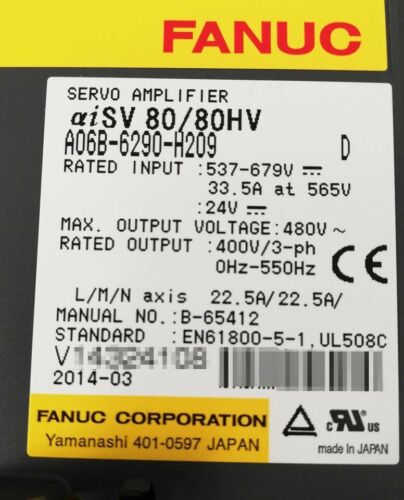 FANUC
SERVO AMPLIFIER
αiSV 80/80HV
A06B-6290-H209 D
RATED INPUT :537-679V ⎓
33.5A at 565V
:24V ⎓
MAX. OUTPUT VOLTAGE:480V ~
RATED OUTPUT :400V/3-ph
0Hz-550Hz
CE
L/M/N axis 22.5A/22.5A/
MANUAL NO.:B-65412
STANDARD :EN61800-5-1,UL508C
2014-03
FANUC CORPORATION
Yamanashi 401-0597 JAPAN
c RU us
made in JAPAN